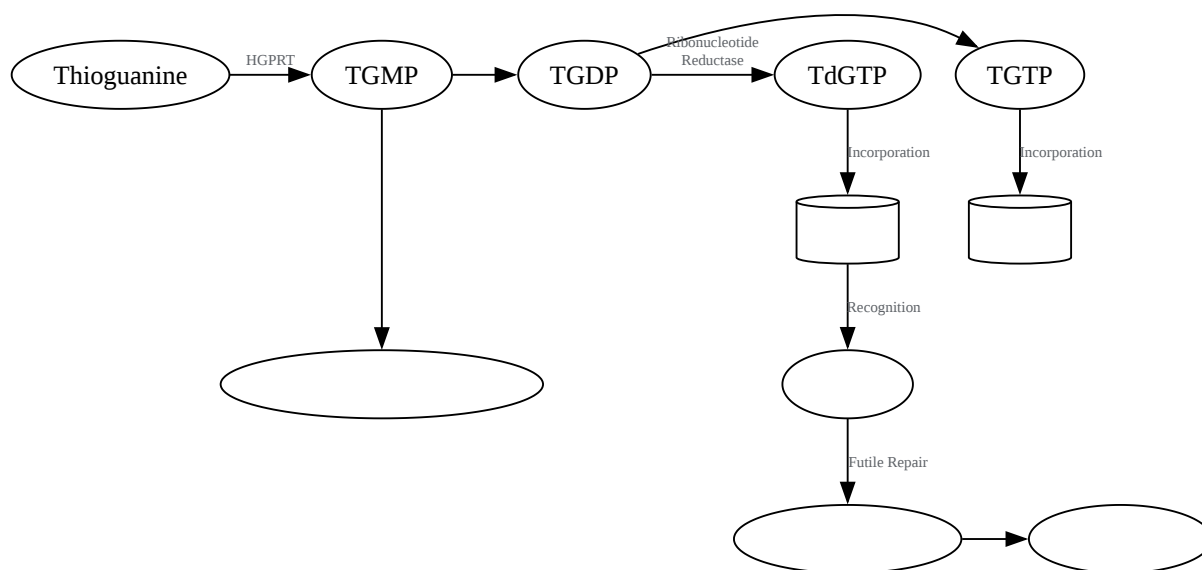 Thioguanine
HGPRT
TGMP
TGDP
Ribonucleotide
Reductase
TdGTP
TGTP
Incorporation
Incorporation
Recognition
Futile Repair